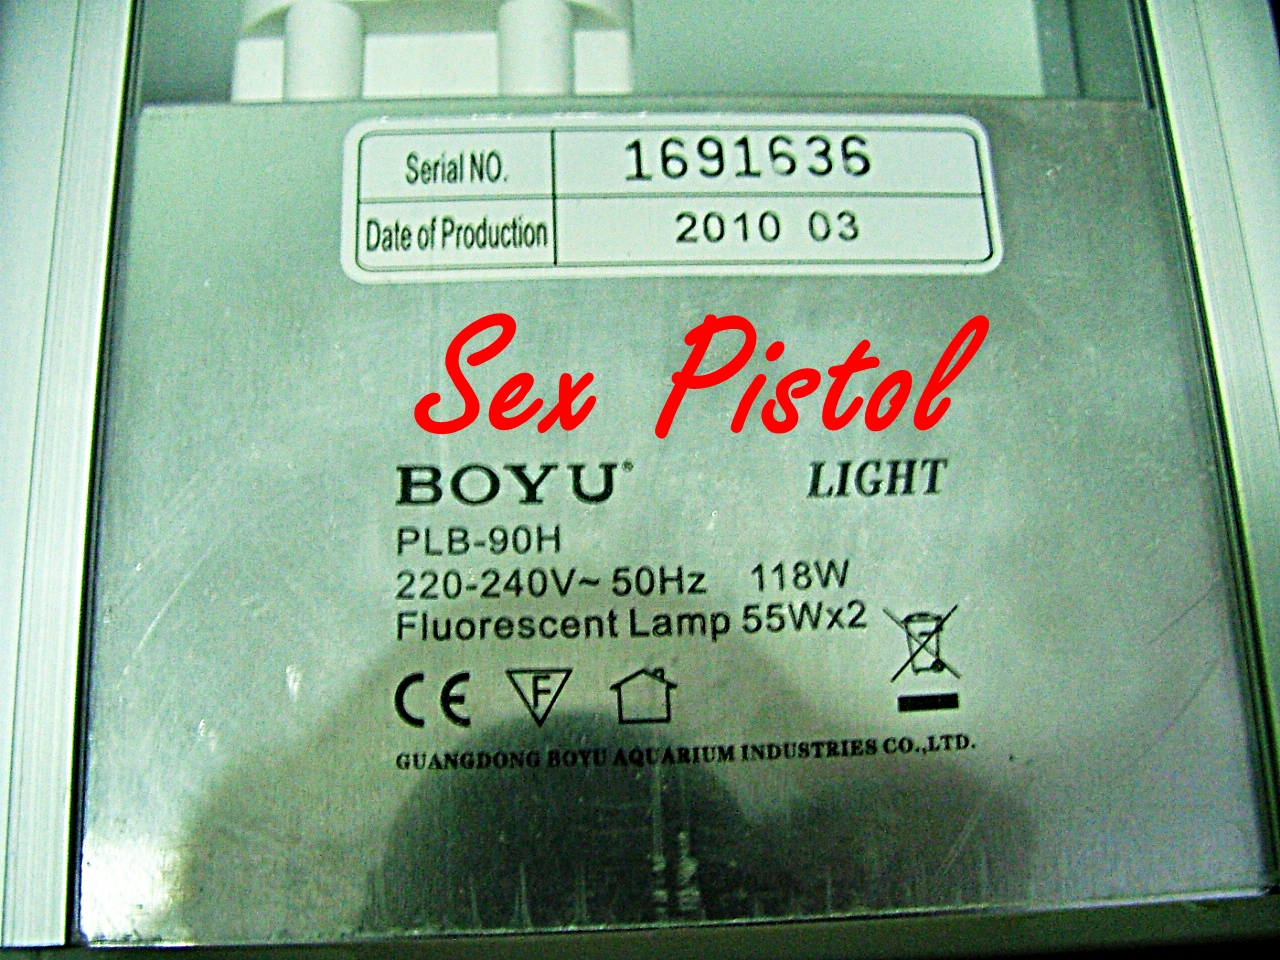 Serial NO. 1691636
Date of Production 2010 03
Sex Pistol
BOYU® LIGHT
PLB-90H
220-240V~ 50Hz 118W
Fluorescent Lamp 55Wx2
CE F
GUANGDONG BOYU AQUARIUM INDUSTRIES CO.,LTD.